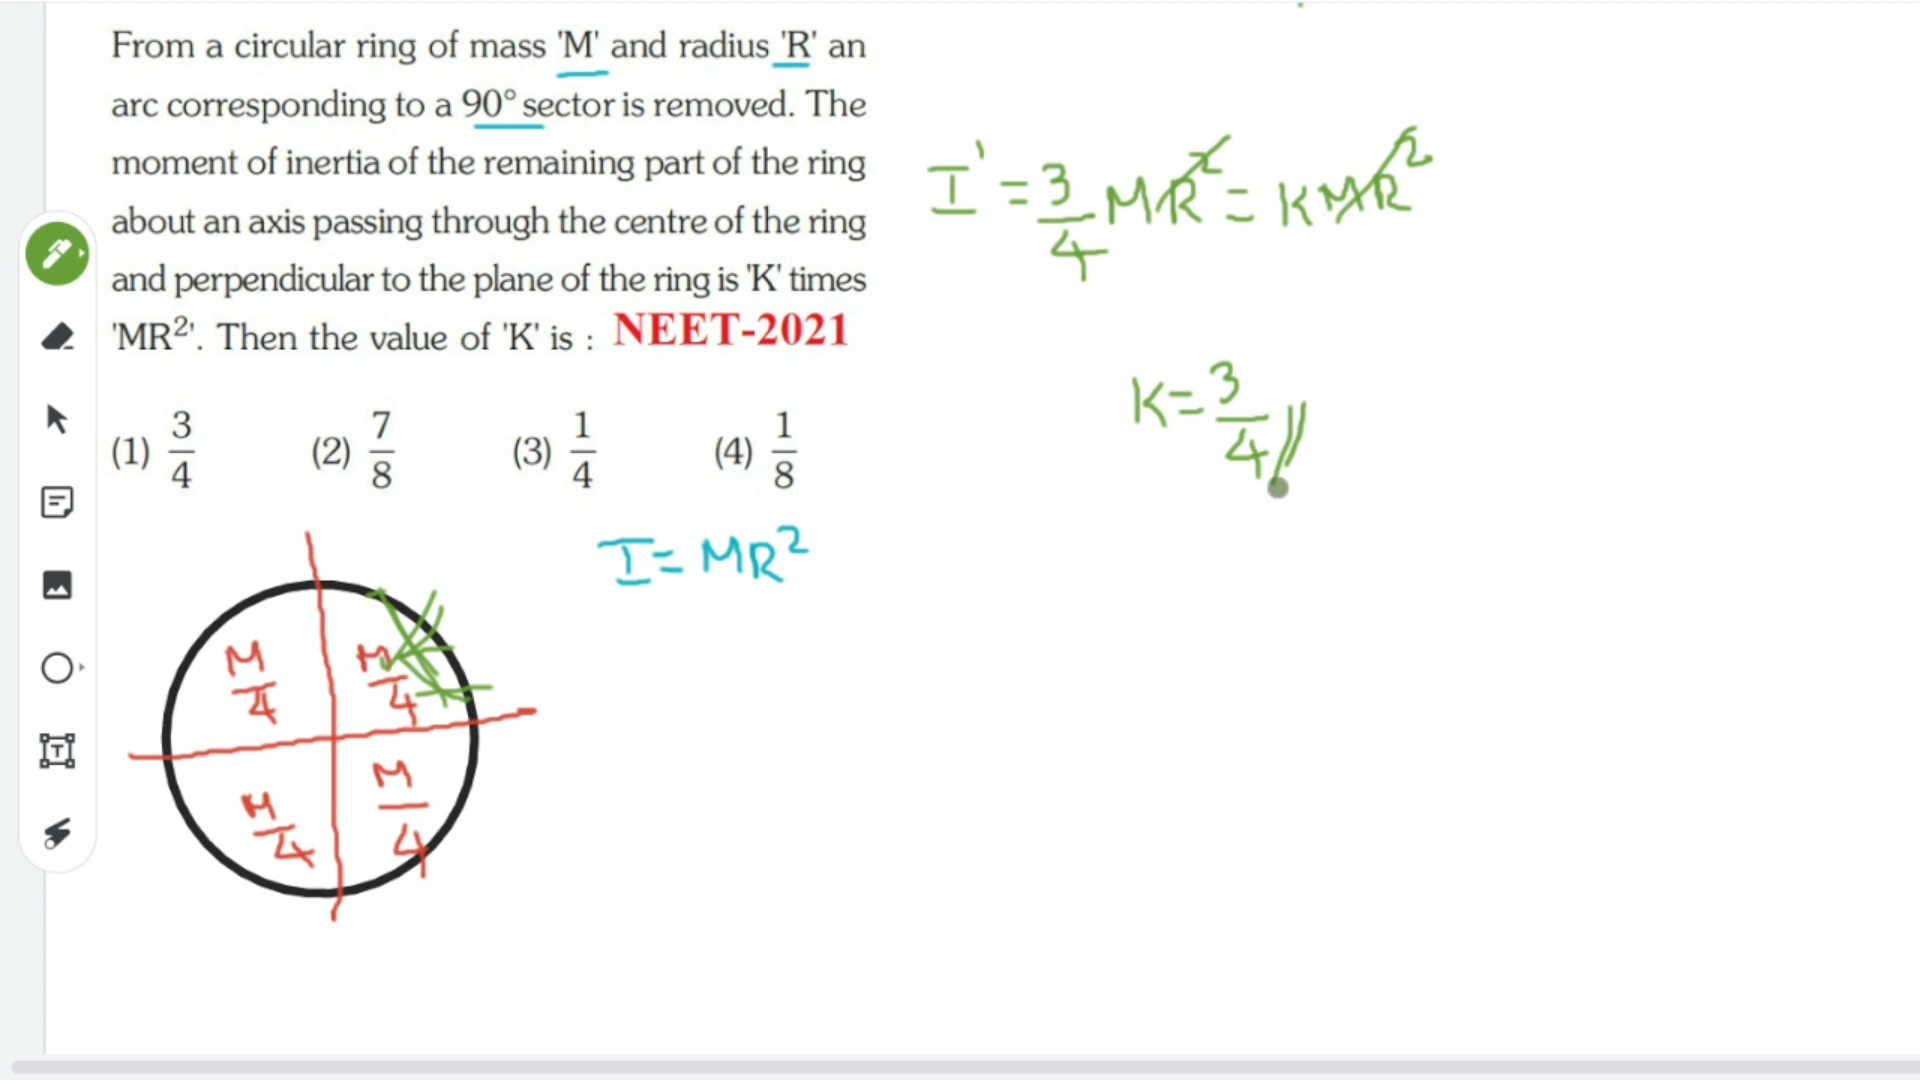 From a circular ring of mass 'M' and radius 'R' an
arc corresponding to a 90° sector is removed. The
moment of inertia of the remaining part of the ring
about an axis passing through the centre of the ring
and perpendicular to the plane of the ring is 'K' times
'MR²'. Then the value of 'K' is : NEET-2021
(1) 3/4 (2) 7/8 (3) 1/4 (4) 1/8
I = MR²
M/4 M/4
M/4 M/4
I' = 3/4 MR² = KMR²
K = 3/4 //